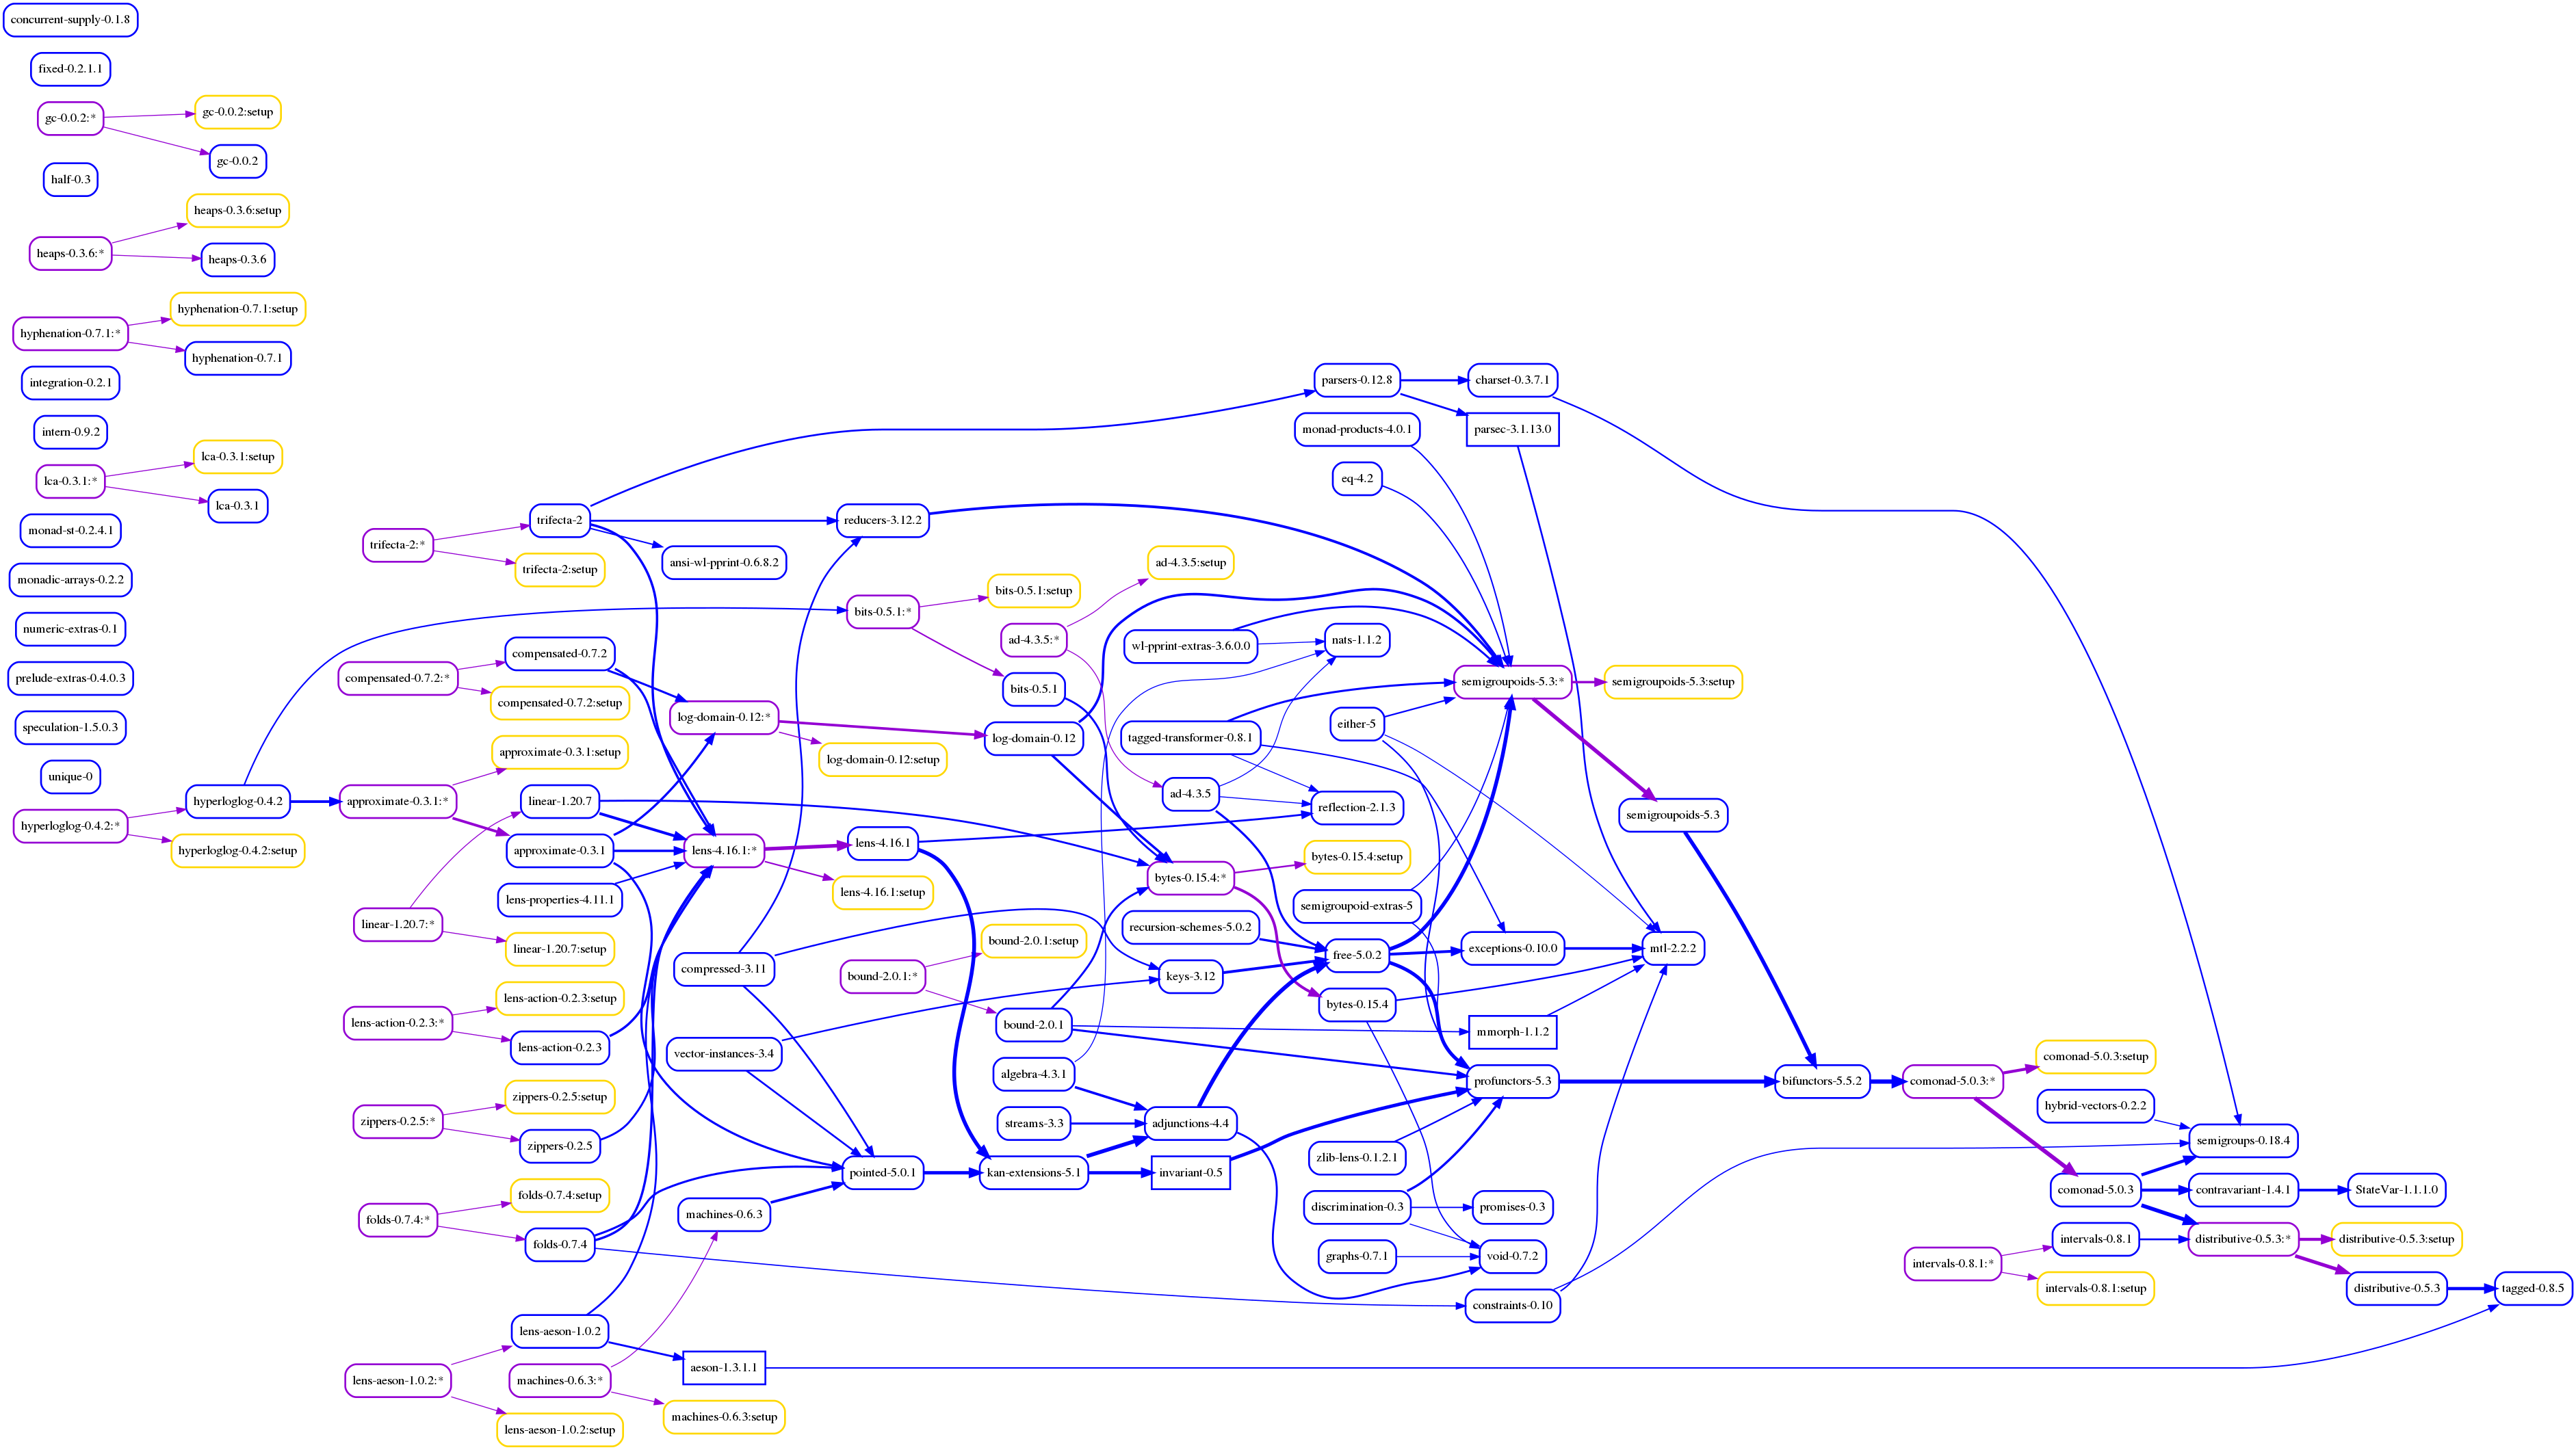 concurrent-supply-0.1.8
fixed-0.2.1.1
gc-0.0.2:*
gc-0.0.2:setup
gc-0.0.2
half-0.3
heaps-0.3.6:*
heaps-0.3.6:setup
heaps-0.3.6
hyphenation-0.7.1:*
hyphenation-0.7.1:setup
hyphenation-0.7.1
integration-0.2.1
intern-0.9.2
lca-0.3.1:*
lca-0.3.1:setup
lca-0.3.1
monad-st-0.2.4.1
monadic-arrays-0.2.2
numeric-extras-0.1
prelude-extras-0.4.0.3
speculation-1.5.0.3
unique-0
hyperloglog-0.4.2:*
hyperloglog-0.4.2
hyperloglog-0.4.2:setup
trifecta-2:*
compensated-0.7.2:*
approximate-0.3.1:*
linear-1.20.7:*
lens-action-0.2.3:*
zippers-0.2.5:*
folds-0.7.4:*
lens-aeson-1.0.2:*
trifecta-2
trifecta-2:setup
compensated-0.7.2
compensated-0.7.2:setup
approximate-0.3.1:setup
linear-1.20.7
approximate-0.3.1
lens-properties-4.11.1
linear-1.20.7:setup
lens-action-0.2.3:setup
lens-action-0.2.3
zippers-0.2.5:setup
zippers-0.2.5
folds-0.7.4:setup
folds-0.7.4
lens-aeson-1.0.2
machines-0.6.3:*
lens-aeson-1.0.2:setup
ansi-wl-pprint-0.6.8.2
log-domain-0.12:*
lens-4.16.1:*
compressed-3.11
vector-instances-3.4
machines-0.6.3
aeson-1.3.1.1
machines-0.6.3:setup
reducers-3.12.2
bits-0.5.1:*
log-domain-0.12:setup
lens-4.16.1
lens-4.16.1:setup
bound-2.0.1:*
pointed-5.0.1
bits-0.5.1:setup
ad-4.3.5:*
bits-0.5.1
log-domain-0.12
bound-2.0.1:setup
bound-2.0.1
algebra-4.3.1
streams-3.3
kan-extensions-5.1
ad-4.3.5:setup
wl-pprint-extras-3.6.0.0
tagged-transformer-0.8.1
ad-4.3.5
bytes-0.15.4:*
recursion-schemes-5.0.2
keys-3.12
adjunctions-4.4
invariant-0.5
parsers-0.12.8
monad-products-4.0.1
eq-4.2
nats-1.1.2
either-5
reflection-2.1.3
bytes-0.15.4:setup
semigroupoid-extras-5
free-5.0.2
bytes-0.15.4
zlib-lens-0.1.2.1
discrimination-0.3
graphs-0.7.1
charset-0.3.7.1
parsec-3.1.13.0
semigroupoids-5.3:*
exceptions-0.10.0
mmorph-1.1.2
profunctors-5.3
promises-0.3
void-0.7.2
constraints-0.10
semigroupoids-5.3:setup
semigroupoids-5.3
mtl-2.2.2
bifunctors-5.5.2
comonad-5.0.3:*
intervals-0.8.1:*
comonad-5.0.3:setup
hybrid-vectors-0.2.2
comonad-5.0.3
intervals-0.8.1
intervals-0.8.1:setup
semigroups-0.18.4
contravariant-1.4.1
distributive-0.5.3:*
StateVar-1.1.1.0
distributive-0.5.3:setup
distributive-0.5.3
tagged-0.8.5